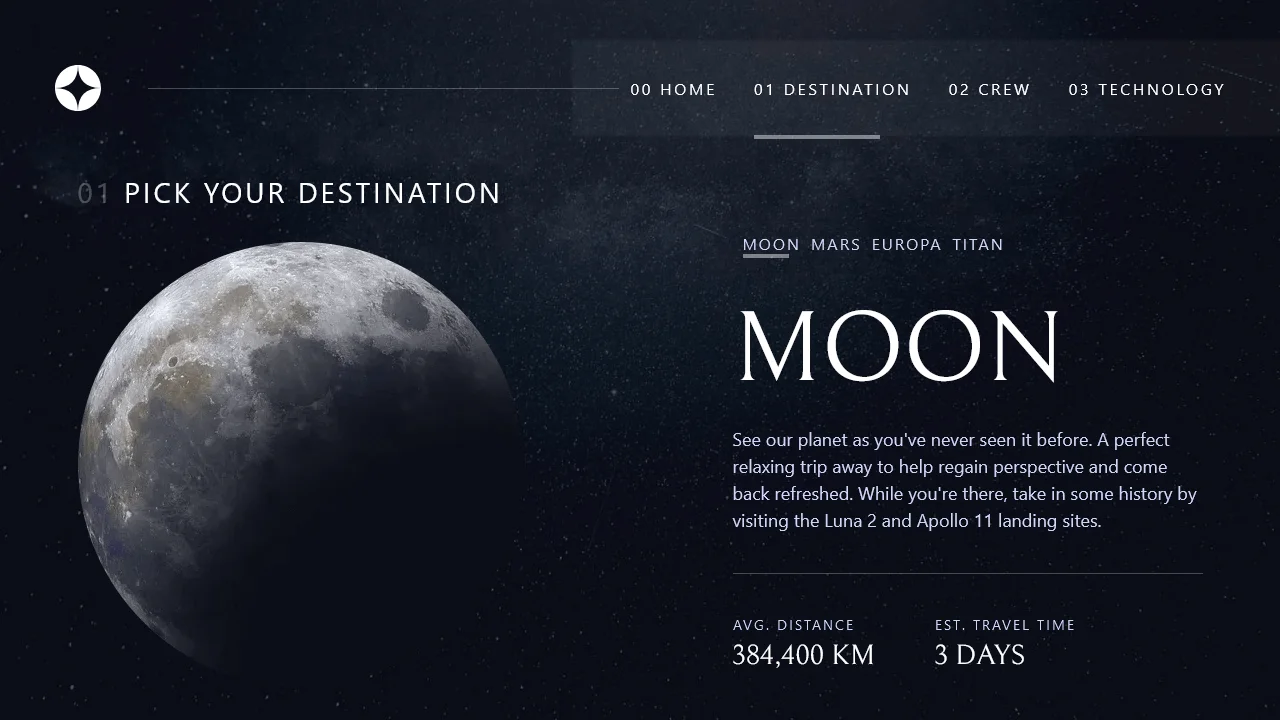 00 HOME 01 DESTINATION 02 CREW 03 TECHNOLOGY
01 PICK YOUR DESTINATION
MOON MARS EUROPA TITAN
MOON
See our planet as you've never seen it before. A perfect
relaxing trip away to help regain perspective and come
back refreshed. While you're there, take in some history by
visiting the Luna 2 and Apollo 11 landing sites.
AVG. DISTANCE EST. TRAVEL TIME
384,400 KM 3 DAYS